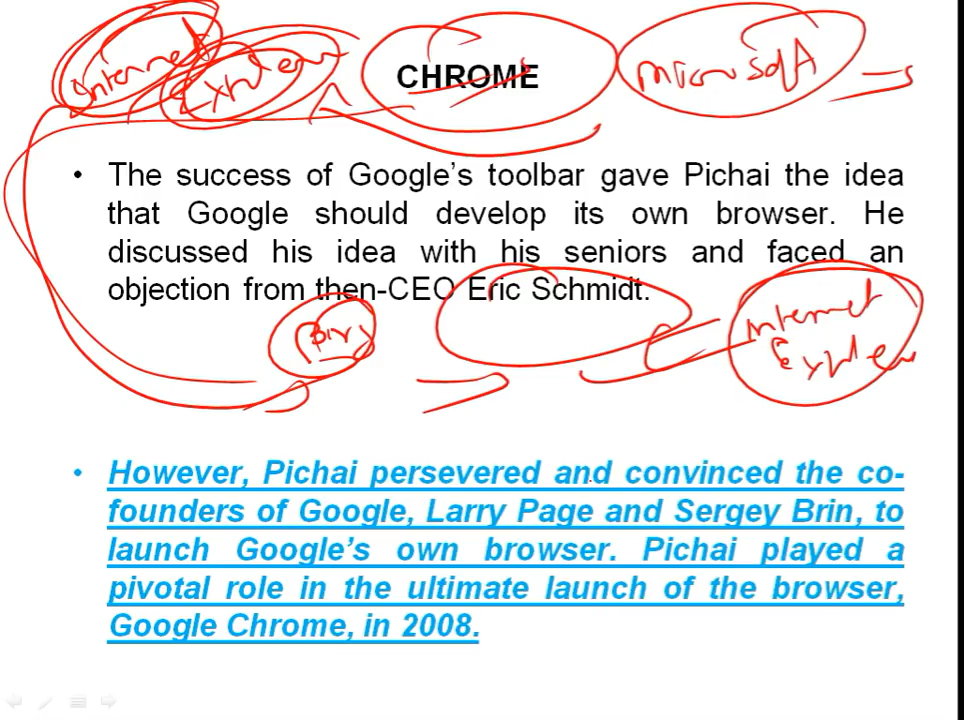 Internet
Explorer
CHROME
Microsoft
• The success of Google's toolbar gave Pichai the idea
that Google should develop its own browser. He
discussed his idea with his seniors and faced an
objection from then-CEO Eric Schmidt.
Internet
Explorer
• However, Pichai persevered and convinced the co-
founders of Google, Larry Page and Sergey Brin, to
launch Google's own browser. Pichai played a
pivotal role in the ultimate launch of the browser,
Google Chrome, in 2008.